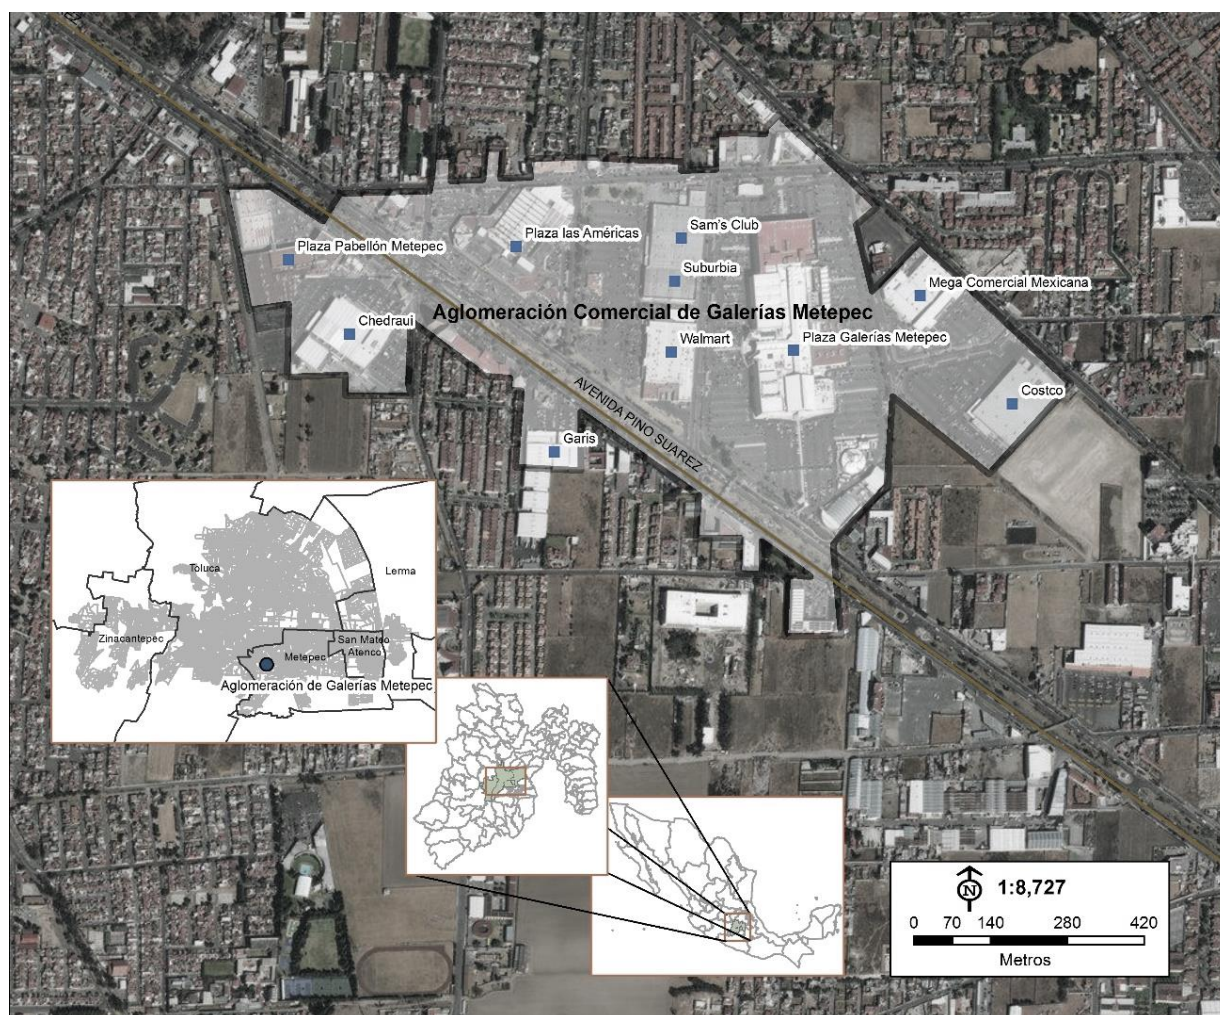 Sam's Club
Plaza las Américas
Plaza Pabellón Metepec
Suburbia
Mega Comercial Mexicana
Aglomeración Comercial de Galerías Metepec
Chedraui
Walmart
Plaza Galerías Metepec
Costco
AVENIDA PINO SUAREZ
Garis
Toluca
Lerma
Zinacantepec
San Mateo
Atenco
Metepec
Aglomeración de Galerías Metepec
N
1:8,727
0 70 140 280 420
Metros